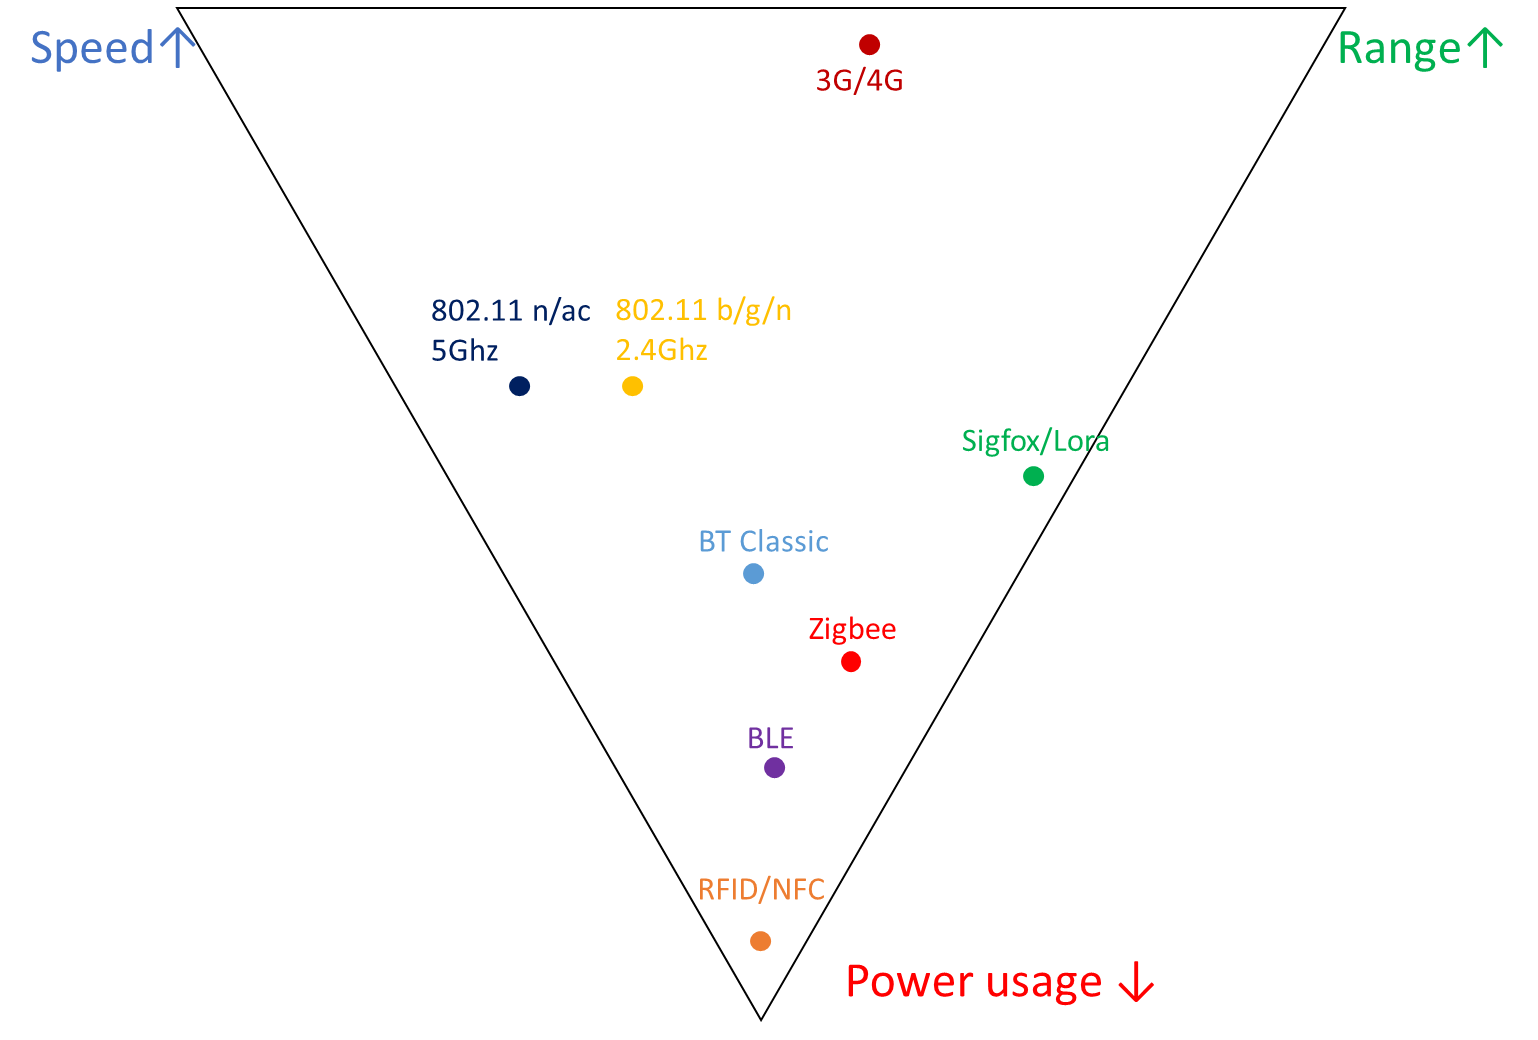 Speed↑
Range↑
3G/4G
802.11 n/ac
5Ghz
802.11 b/g/n
2.4Ghz
Sigfox/Lora
BT Classic
Zigbee
BLE
RFID/NFC
Power usage ↓